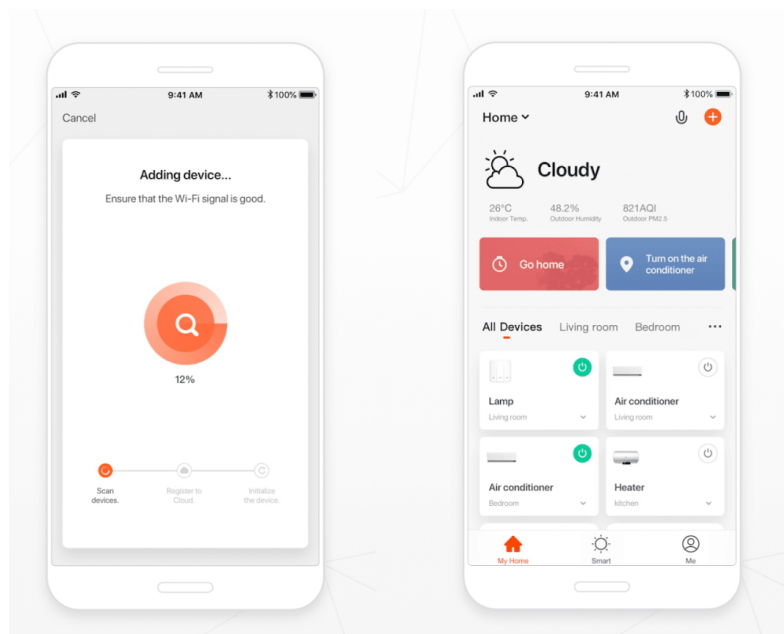 9:41 AM
100%
Cancel
Adding device...
Ensure that the Wi-Fi signal is good.
12%
Scan
devices.
Register to
Cloud.
Initialize
the device.
9:41 AM
100%
Home
Cloudy
26°C
48.2%
821AQI
Indoor Temp.
Outdoor Humidity
Outdoor PM2.5
Go home
Turn on the air
conditioner
All Devices
Living room
Bedroom
Lamp
Living room
Air conditioner
Living room
Air conditioner
Bedroom
Heater
kitchen
My Home
Smart
Me